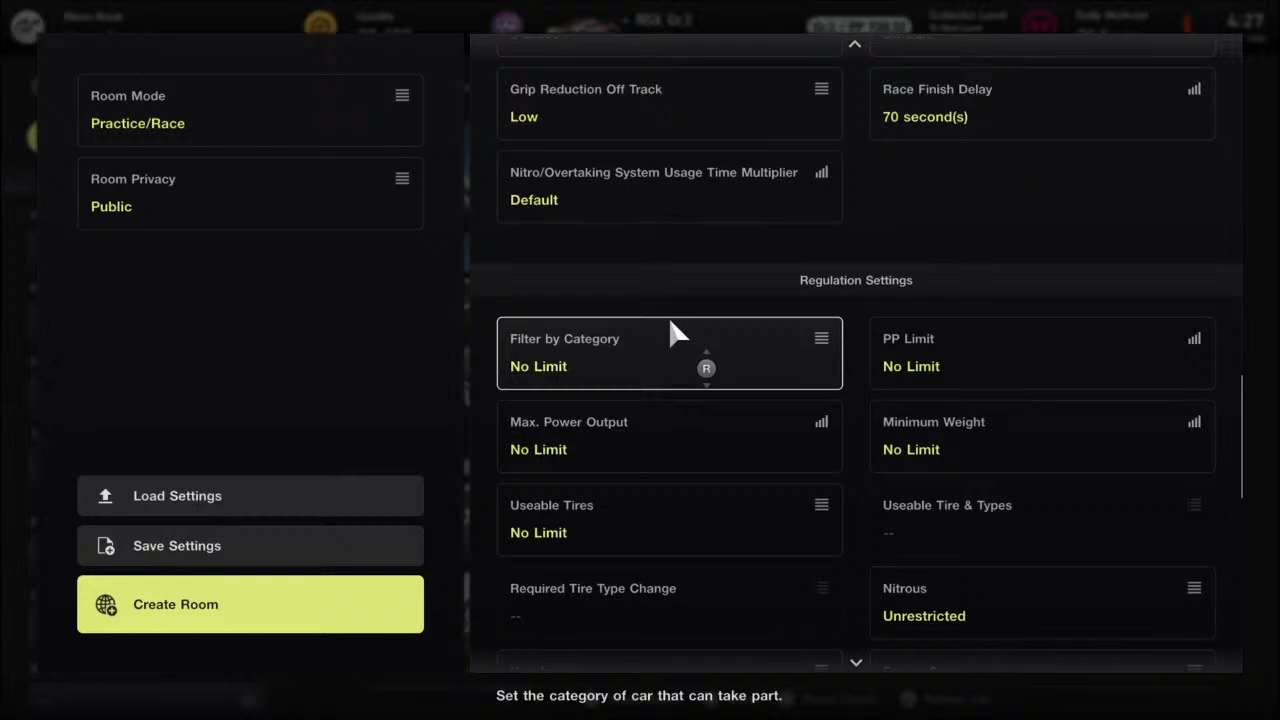 Room Mode
Practice/Race
Room Privacy
Public
Load Settings
Save Settings
Create Room
Grip Reduction Off Track
Low
Race Finish Delay
70 second(s)
Nitro/Overtaking System Usage Time Multiplier
Default
Regulation Settings
Filter by Category
No Limit
R
PP Limit
No Limit
Max. Power Output
No Limit
Minimum Weight
No Limit
Useable Tires
No Limit
Useable Tire & Types
--
Required Tire Type Change
--
Nitrous
Unrestricted
Set the category of car that can take part.